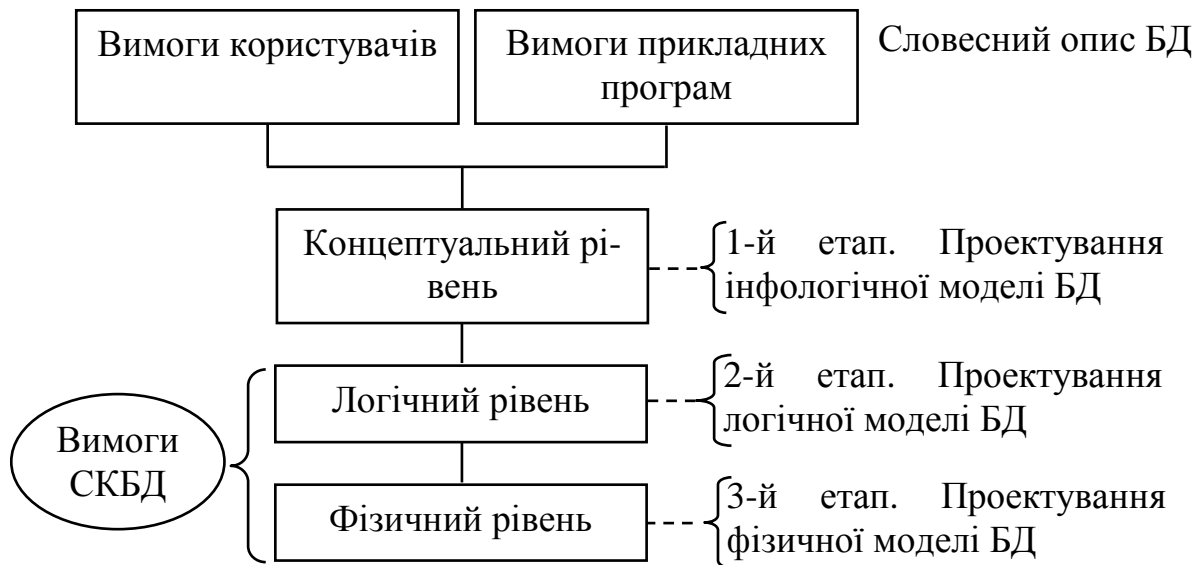 Вимоги користувачів
Вимоги прикладних
програм
Словесний опис БД
Концептуальний рі-
вень
1-й етап. Проектування
інфологічної моделі БД
Логічний рівень
2-й етап. Проектування
логічної моделі БД
Вимоги
СКБД
Фізичний рівень
3-й етап. Проектування
фізичної моделі БД